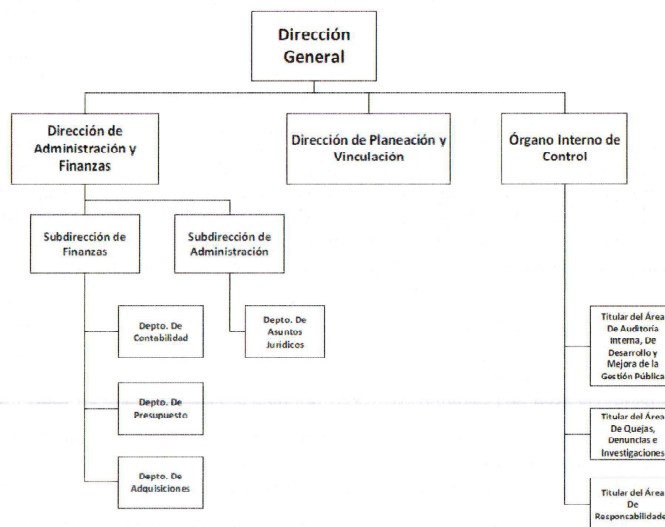 Dirección
General
Dirección de
Administración y
Finanzas
Dirección de Planeación y
Vinculación
Órgano Interno de
Control
Subdirección de
Finanzas
Subdirección de
Administración
Depto. De
Contabilidad
Depto. De
Asuntos
Jurídicos
Depto. De
Presupuesto
Depto. De
Adquisiciones
Titular del Área
De Auditoría
Interna, De
Desarrollo y
Mejora de la
Gestión Pública
Titular del Área
De Quejas,
Denuncias e
Investigaciones
Titular del Área
De
Responsabilidade